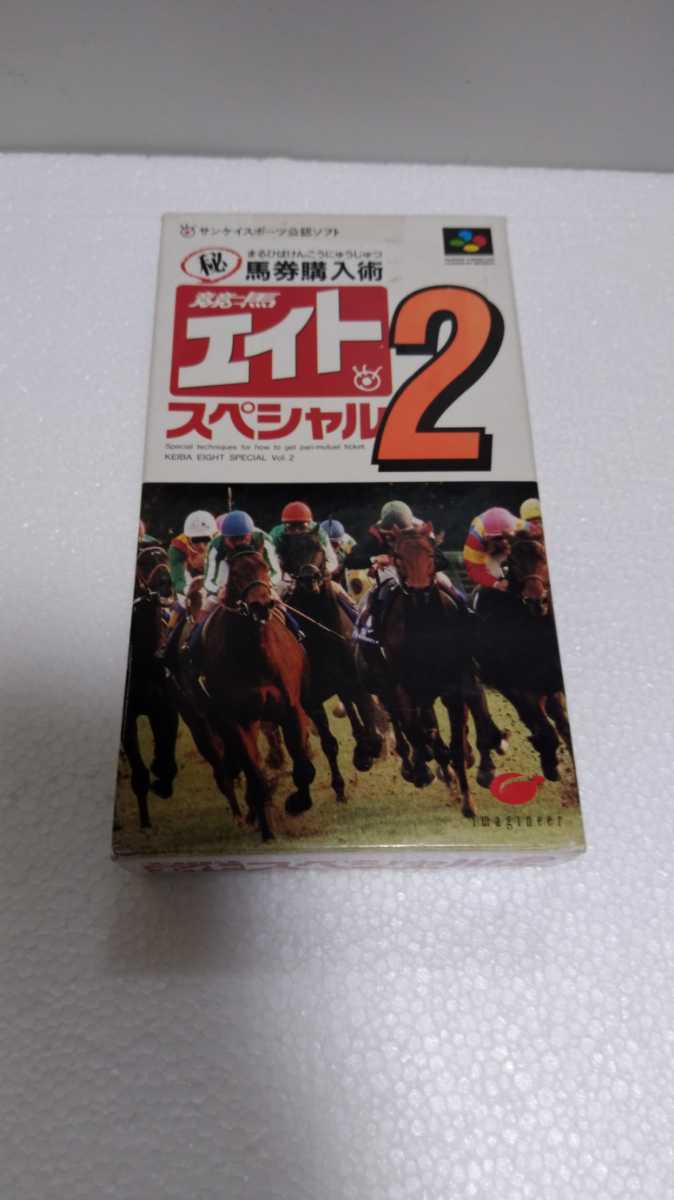 サンケイスポーツ公認ソフト
まるひばけんこうにゅうじゅつ
㊙ 馬券購入術
競馬
エイト
2
スペシャル
Special techniques for how to get pari-mutuel ticket.
KEIBA EIGHT SPECIAL Vol.2
imagineer